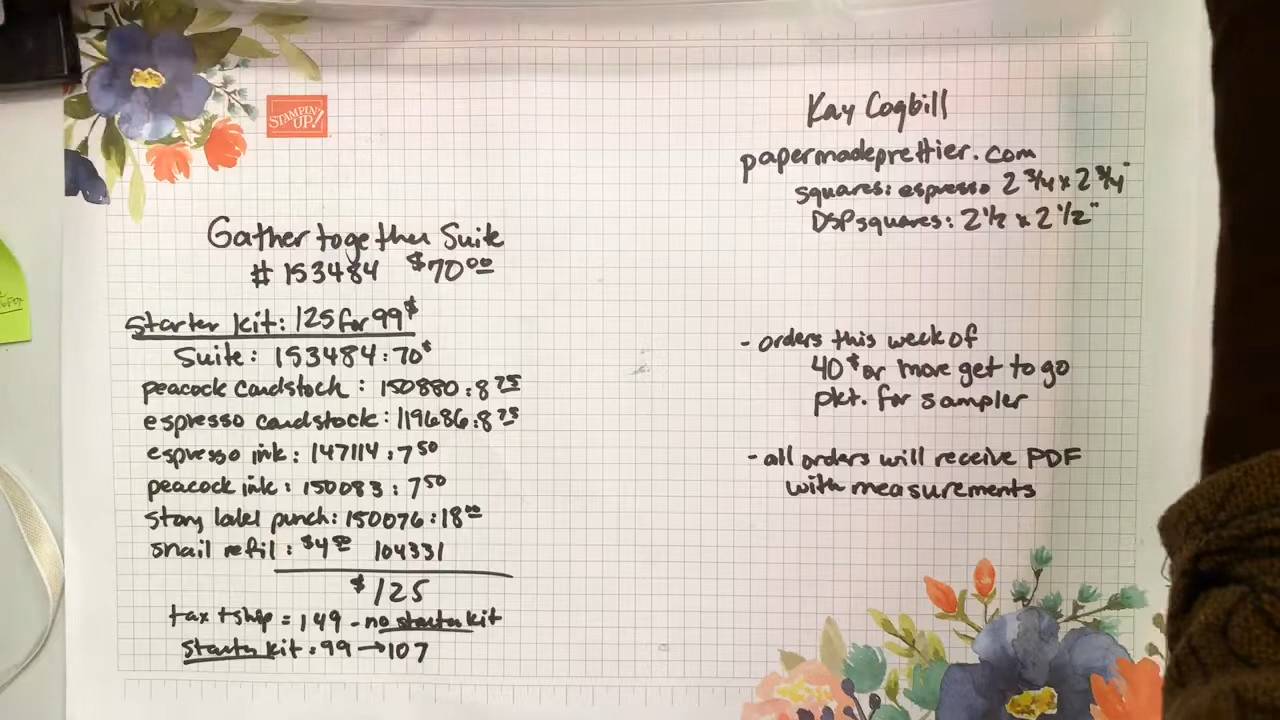 STAMPIN' UP!
Gather together Suite
# 153484 $70.00
starter kit: 125 for 99$
Suite: 153484: 70$
peacock cardstock: 150880: 8.75
espresso cardstock: 119686: 8.75
espresso ink: 147114: 7.50
peacock ink: 150083: 7.50
story label punch: 150076: 18.00
snail refil: $4.50 104331
$125
tax + ship = 149 - no starter kit
starter kit = 99 → 107
Kay Cogbill
papermadeprettier.com
squares: espresso 2 3/4 x 2 3/4"
DSP squares: 2 1/2 x 2 1/2"
- orders this week of
40$ or more get to go
pkt. for sampler
- all orders will receive PDF
with measurements